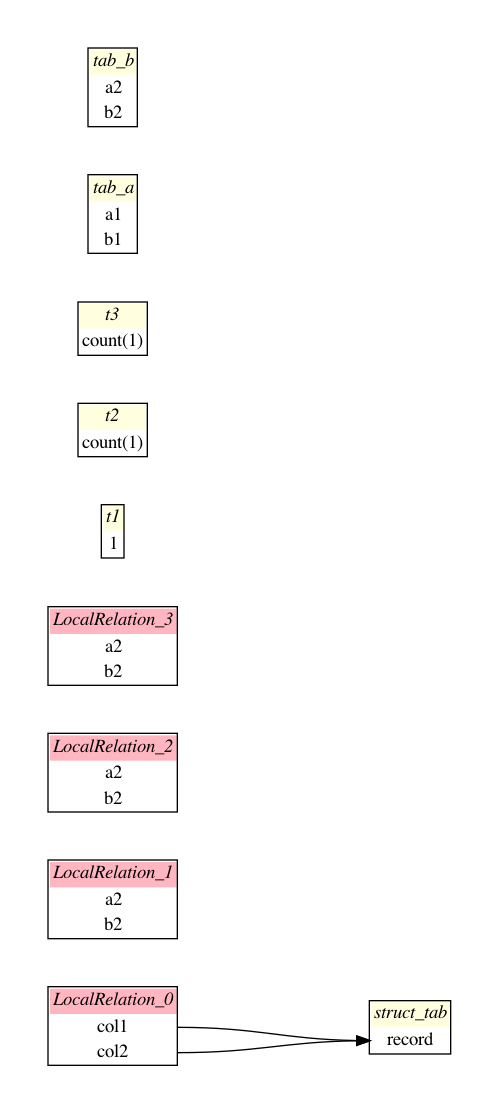 tab_b
a2
b2
tab_a
a1
b1
t3
count(1)
t2
count(1)
t1
1
LocalRelation_3
a2
b2
LocalRelation_2
a2
b2
LocalRelation_1
a2
b2
LocalRelation_0
col1
col2
struct_tab
record